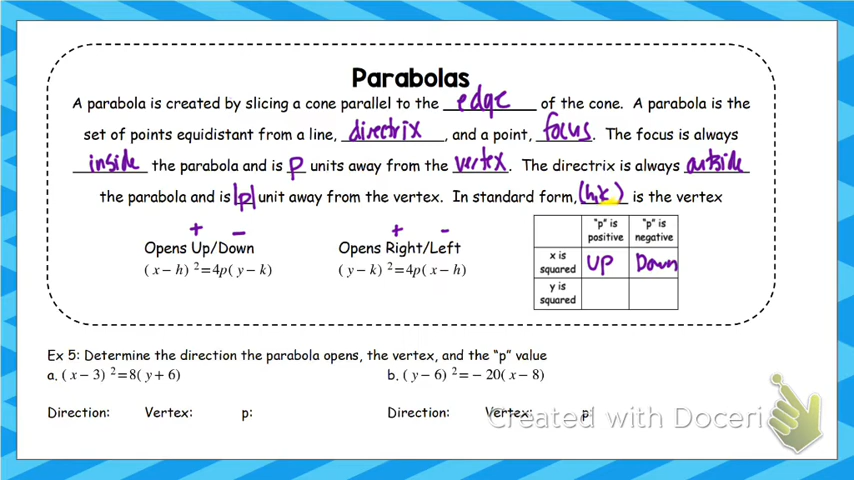 Parabolas
A parabola is created by slicing a cone parallel to the edge of the cone. A parabola is the
set of points equidistant from a line, directrix, and a point, focus. The focus is always
inside the parabola and is p units away from the vertex. The directrix is always outside
the parabola and is |p| unit away from the vertex. In standard form, (h,k) is the vertex
+ − + −
Opens Up/Down Opens Right/Left
(x − h)²=4p(y − k) (y − k)²=4p(x − h)
"p" is positive "p" is negative
x is squared UP Down
y is squared
Ex 5: Determine the direction the parabola opens, the vertex, and the "p" value
a. (x − 3)²=8(y + 6) b. (y − 6)²= − 20(x − 8)
Direction: Vertex: p: Direction: Vertex: p:
Created with Doceri